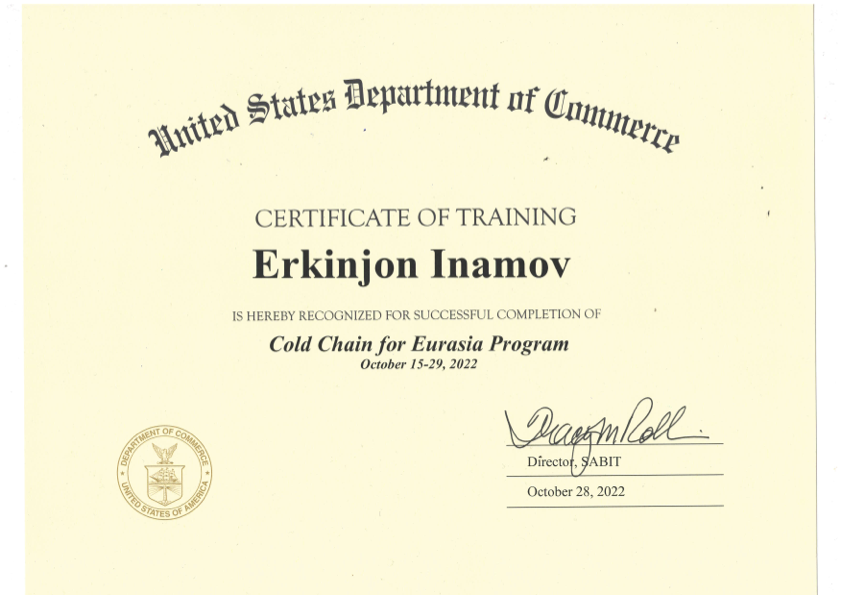 United States Department of Commerce
CERTIFICATE OF TRAINING
Erkinjon Inamov
IS HEREBY RECOGNIZED FOR SUCCESSFUL COMPLETION OF
Cold Chain for Eurasia Program
October 15-29, 2022
DEPARTMENT OF COMMERCE
UNITED STATES OF AMERICA
Tracy M Roll
Director, SABIT
October 28, 2022